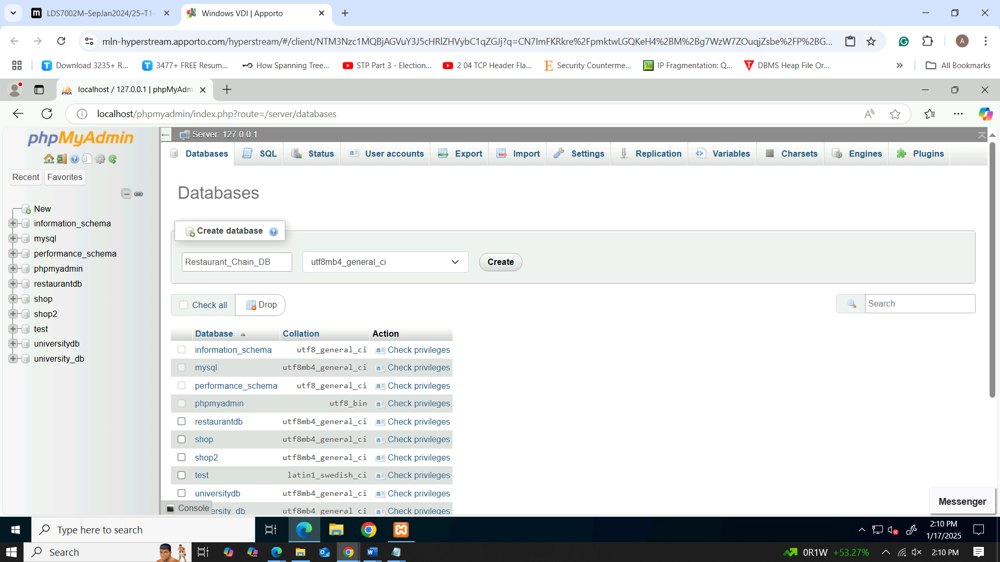 LDS7002M–SepJan2024/25–T1-
Windows VDI | Apporto
mln-hyperstream.apporto.com/hyperstream/#/client/NTM3Nzc1MQBjAGVuY3J5cHRlZHVybC1qZGJj?q=CN7ImFKRkre%2FpmktwLGQKeH4%2BM%2Bg7WzW7ZOuqjZsbe%2FP%2BG...
A
Download 3235+ R...
3477+ FREE Resum...
How Spanning Tree...
STP Part 3 - Election...
2 04 TCP Header Fla...
Security Counterme...
IP Fragmentation: Q...
DBMS Heap File Or...
All Bookmarks
localhost / 127.0.0.1 | phpMyAdm
localhost/phpmyadmin/index.php?route=/server/databases
phpMyAdmin
Recent
Favorites
New
information_schema
mysql
performance_schema
phpmyadmin
restaurantdb
shop
shop2
test
universitydb
university_db
Server: 127.0.0.1
Databases
SQL
Status
User accounts
Export
Import
Settings
Replication
Variables
Charsets
Engines
Plugins
Databases
Create database
Restaurant_Chain_DB
utf8mb4_general_ci
Create
Check all
Drop
Search
Database Collation Action
information_schema utf8_general_ci Check privileges
mysql utf8mb4_general_ci Check privileges
performance_schema utf8_general_ci Check privileges
phpmyadmin utf8_bin Check privileges
restaurantdb utf8mb4_general_ci Check privileges
shop utf8mb4_general_ci Check privileges
shop2 utf8mb4_general_ci Check privileges
test latin1_swedish_ci Check privileges
universitydb utf8mb4_general_ci Check privileges
ersity_db utf8mb4_general_ci Check privileges
Console
Messenger
Type here to search
2:10 PM
1/17/2025
Search
0R1W +53.27%
2:10 PM